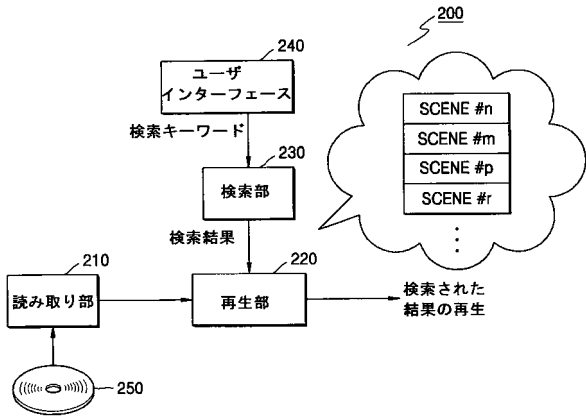 200
240
ユーザ
インターフェース
検索キーワード
230
検索部
検索結果
SCENE #n
SCENE #m
SCENE #p
SCENE #r
210
読み取り部
220
再生部
検索された
結果の再生
250